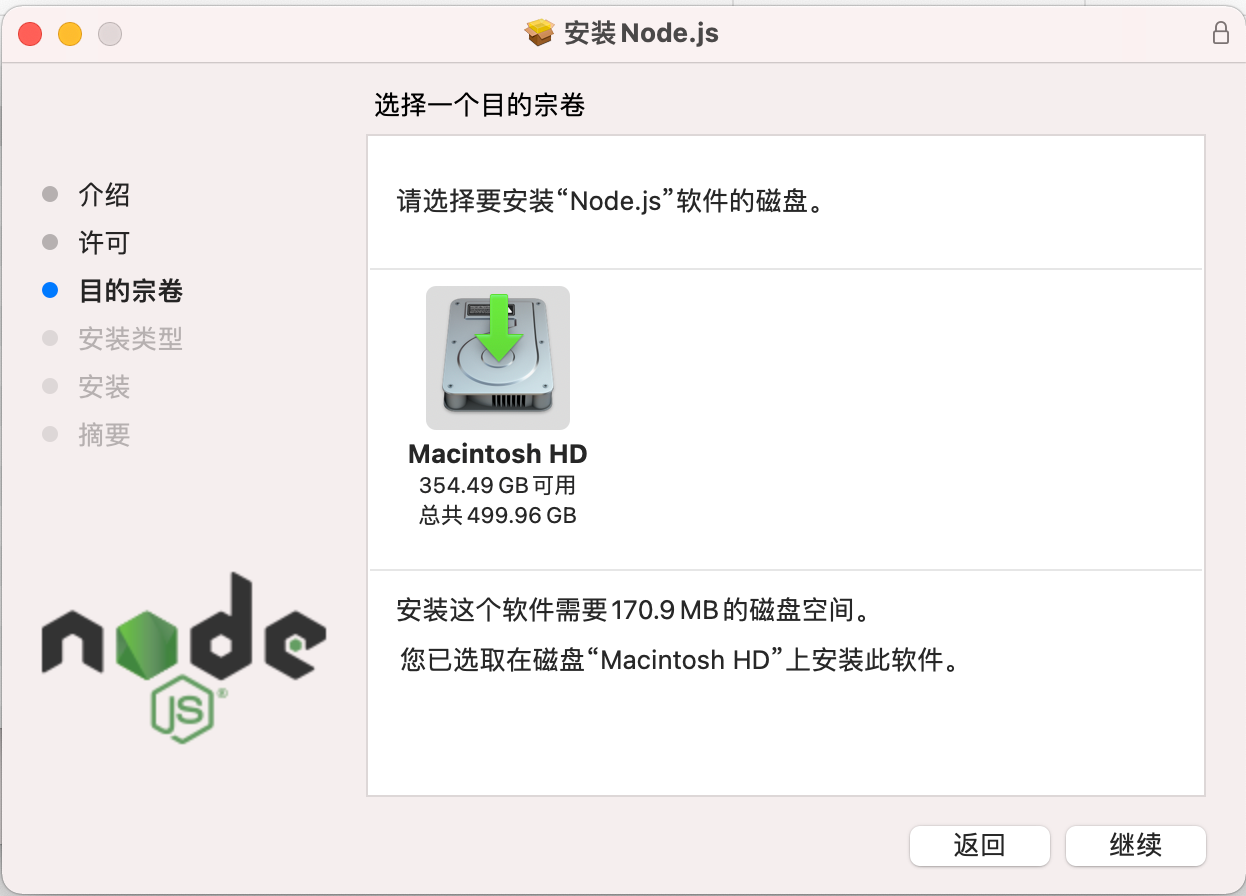 安装Node.js
选择一个目的宗卷
介绍
许可
目的宗卷
安装类型
安装
摘要
请选择要安装“Node.js”软件的磁盘。
Macintosh HD
354.49 GB 可用
总共 499.96 GB
安装这个软件需要 170.9 MB 的磁盘空间。
您已选取在磁盘“Macintosh HD”上安装此软件。
node
JS®
返回
继续